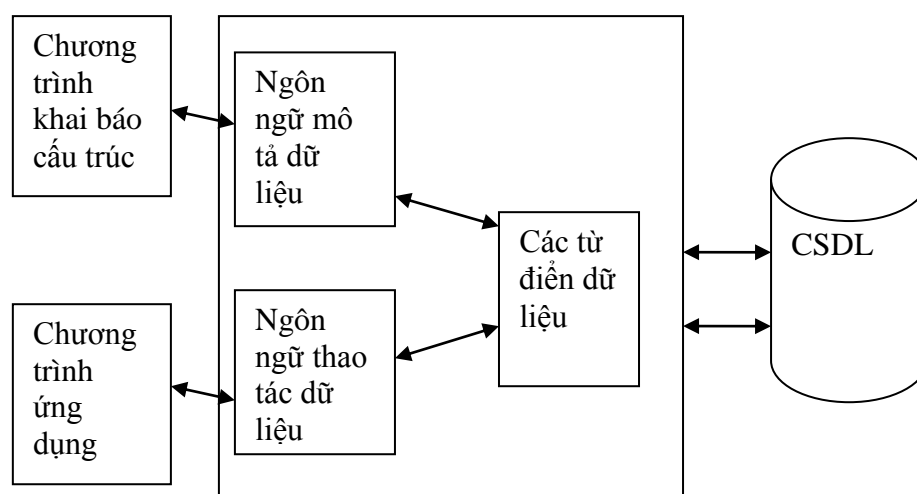 Chương
trình
khai báo
cấu trúc
Ngôn
ngữ mô
tả dữ
liệu
Các từ
điển dữ
liệu
CSDL
Chương
trình
ứng
dụng
Ngôn
ngữ thao
tác dữ
liệu